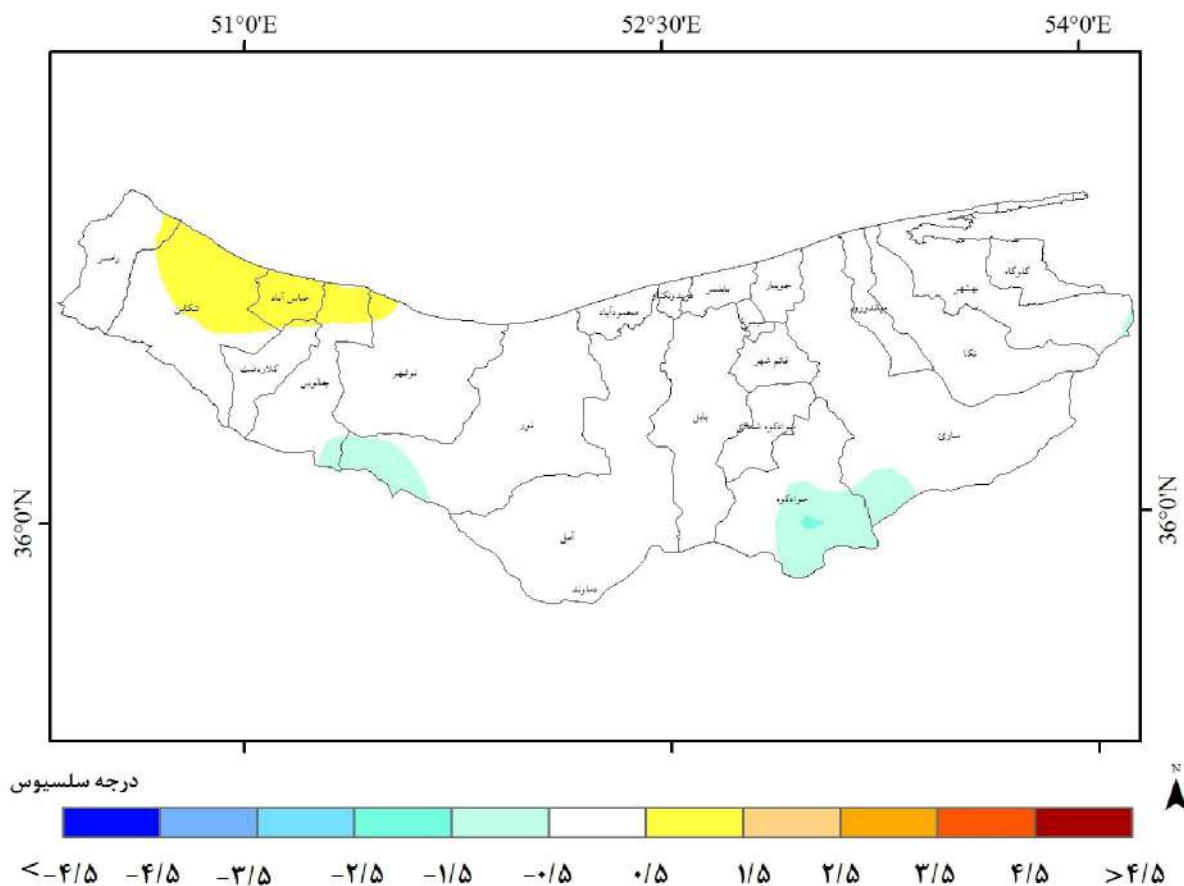 51°0'E 52°30'E 54°0'E
رامسر
تنکابن
عباس آباد
کلاردشت
چالوس
نوشهر
نور
محمودآباد
فریدونکنار
بابلسر
جویبار
قائم شهر
سوادکوه شمالی
بابل
آمل
دماوند
سوادکوه
ساری
میاندورود
نکا
بهشهر
گلوگاه
36°0'N 36°0'N
درجه سلسیوس
N
<-۴/۵ -۴/۵ -۳/۵ -۲/۵ -۱/۵ -۰/۵ ۰/۵ ۱/۵ ۲/۵ ۳/۵ ۴/۵ >۴/۵